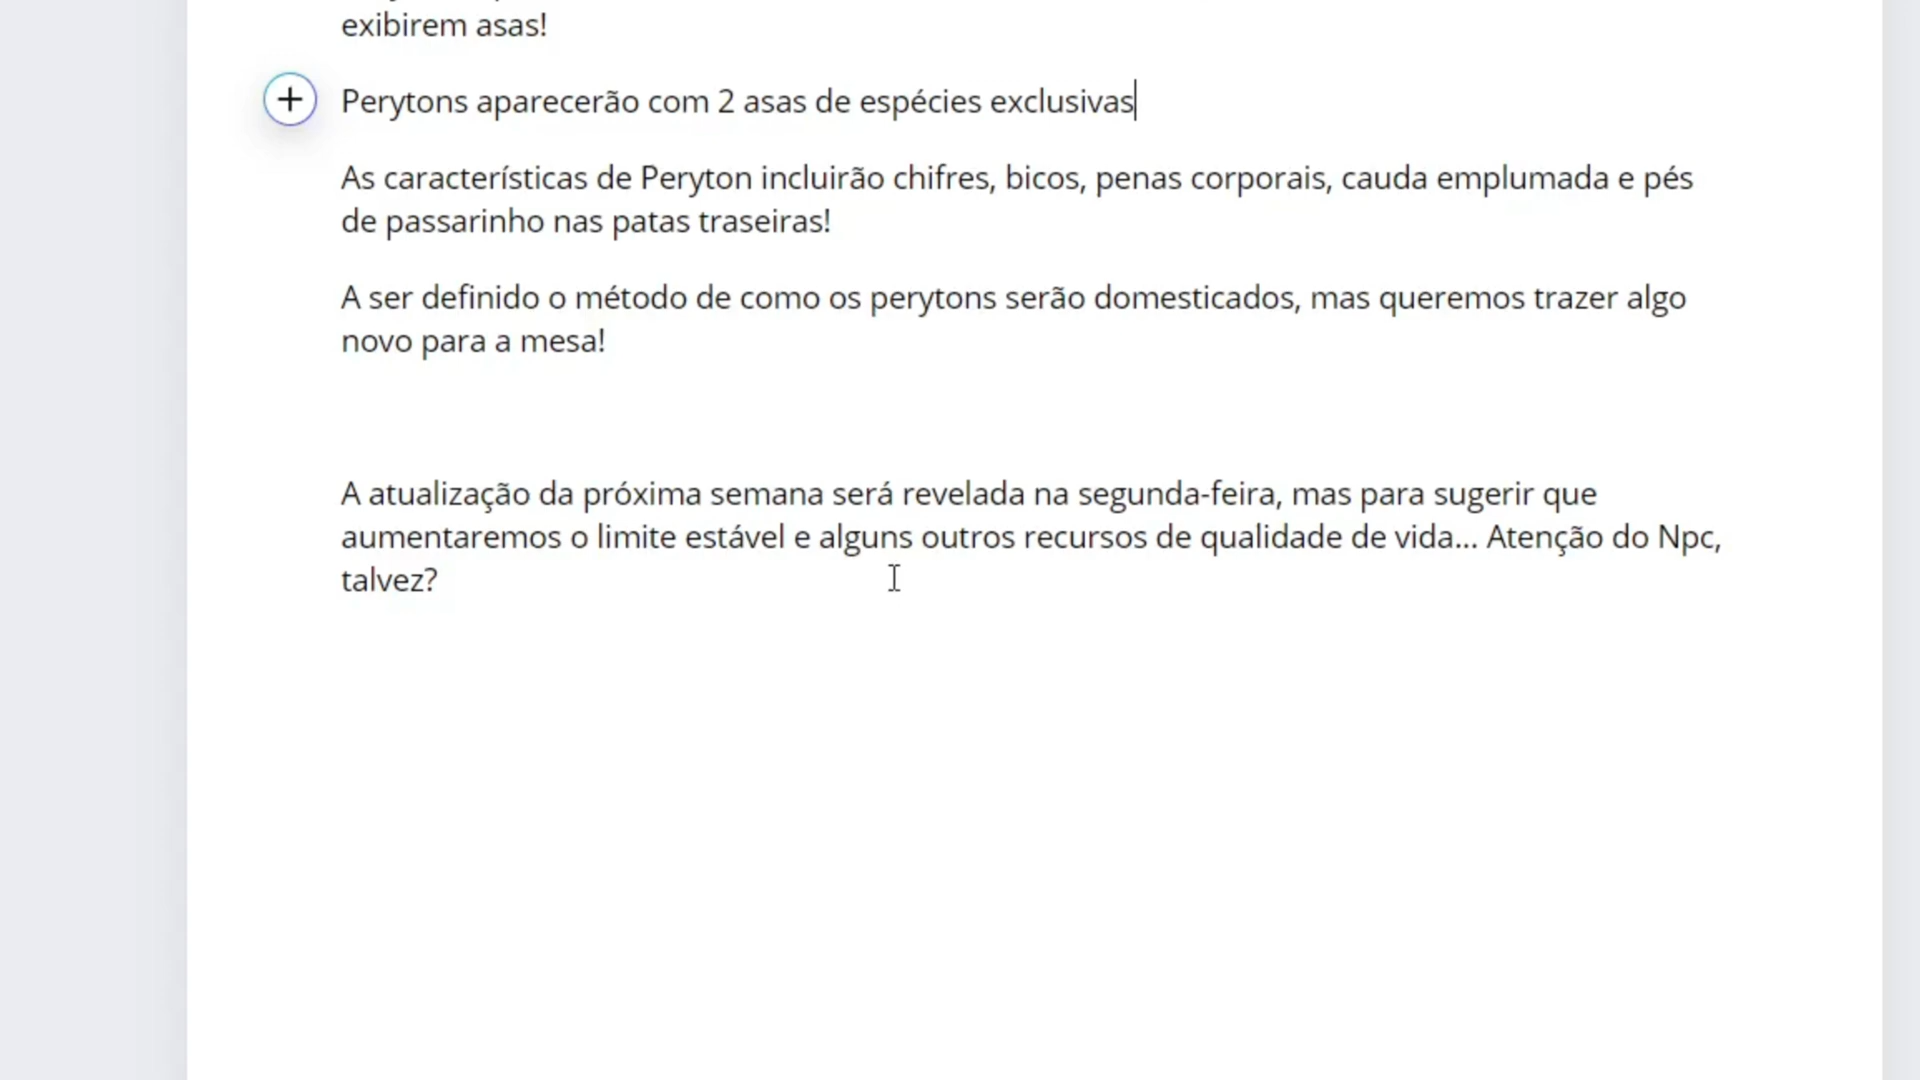 exibirem asas!
Perytons aparecerão com 2 asas de espécies exclusivas
As características de Peryton incluirão chifres, bicos, penas corporais, cauda emplumada e pés
de passarinho nas patas traseiras!
A ser definido o método de como os perytons serão domesticados, mas queremos trazer algo
novo para a mesa!
A atualização da próxima semana será revelada na segunda-feira, mas para sugerir que
aumentaremos o limite estável e alguns outros recursos de qualidade de vida... Atenção do Npc,
talvez?